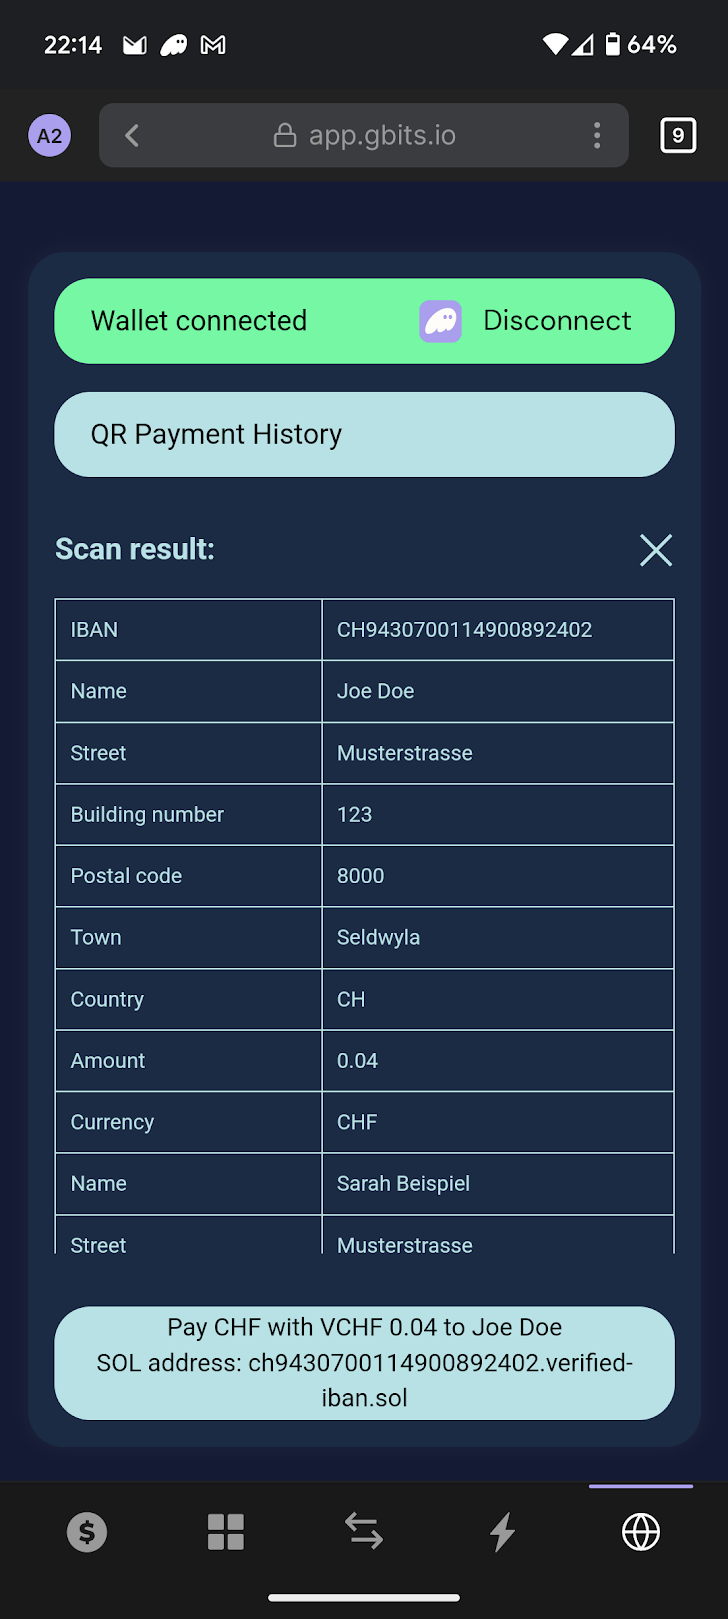 22:14
64%
A2
app.gbits.io
9
Wallet connected
Disconnect
QR Payment History
Scan result:
IBAN CH9430700114900892402
Name Joe Doe
Street Musterstrasse
Building number 123
Postal code 8000
Town Seldwyla
Country CH
Amount 0.04
Currency CHF
Name Sarah Beispiel
Street Musterstrasse
Pay CHF with VCHF 0.04 to Joe Doe
SOL address: ch9430700114900892402.verified-
iban.sol